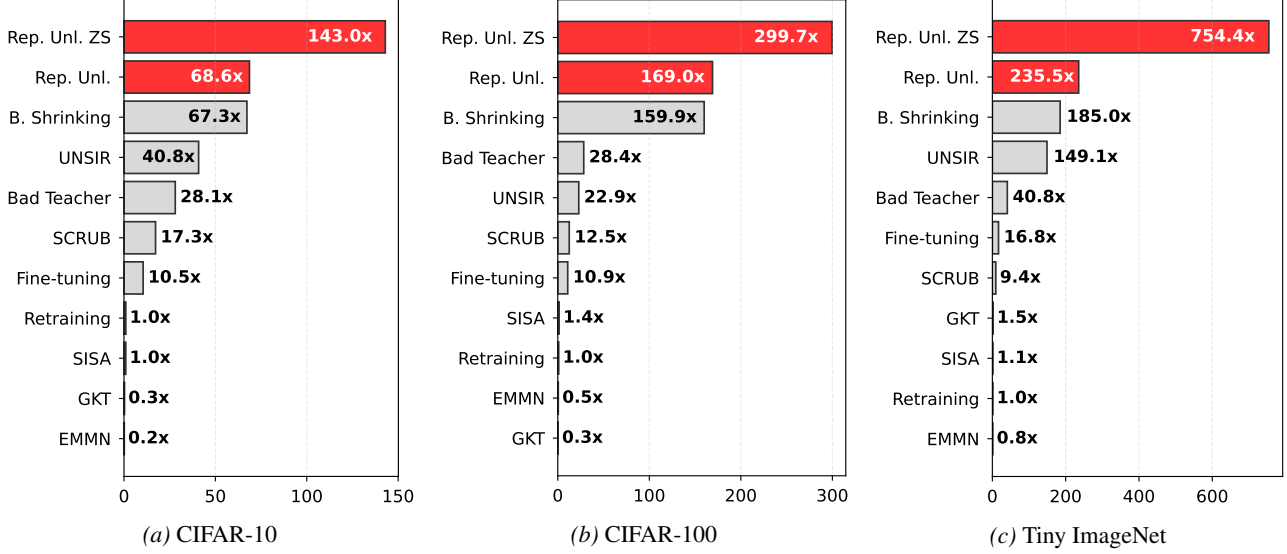 Rep. Unl. ZS 143.0x
Rep. Unl. 68.6x
B. Shrinking 67.3x
UNSIR 40.8x
Bad Teacher 28.1x
SCRUB 17.3x
Fine-tuning 10.5x
Retraining 1.0x
SISA 1.0x
GKT 0.3x
EMMN 0.2x
0 50 100 150
(a) CIFAR-10
Rep. Unl. ZS 299.7x
Rep. Unl. 169.0x
B. Shrinking 159.9x
Bad Teacher 28.4x
UNSIR 22.9x
SCRUB 12.5x
Fine-tuning 10.9x
SISA 1.4x
Retraining 1.0x
EMMN 0.5x
GKT 0.3x
0 100 200 300
(b) CIFAR-100
Rep. Unl. ZS 754.4x
Rep. Unl. 235.5x
B. Shrinking 185.0x
UNSIR 149.1x
Bad Teacher 40.8x
Fine-tuning 16.8x
SCRUB 9.4x
GKT 1.5x
SISA 1.1x
Retraining 1.0x
EMMN 0.8x
0 200 400 600
(c) Tiny ImageNet